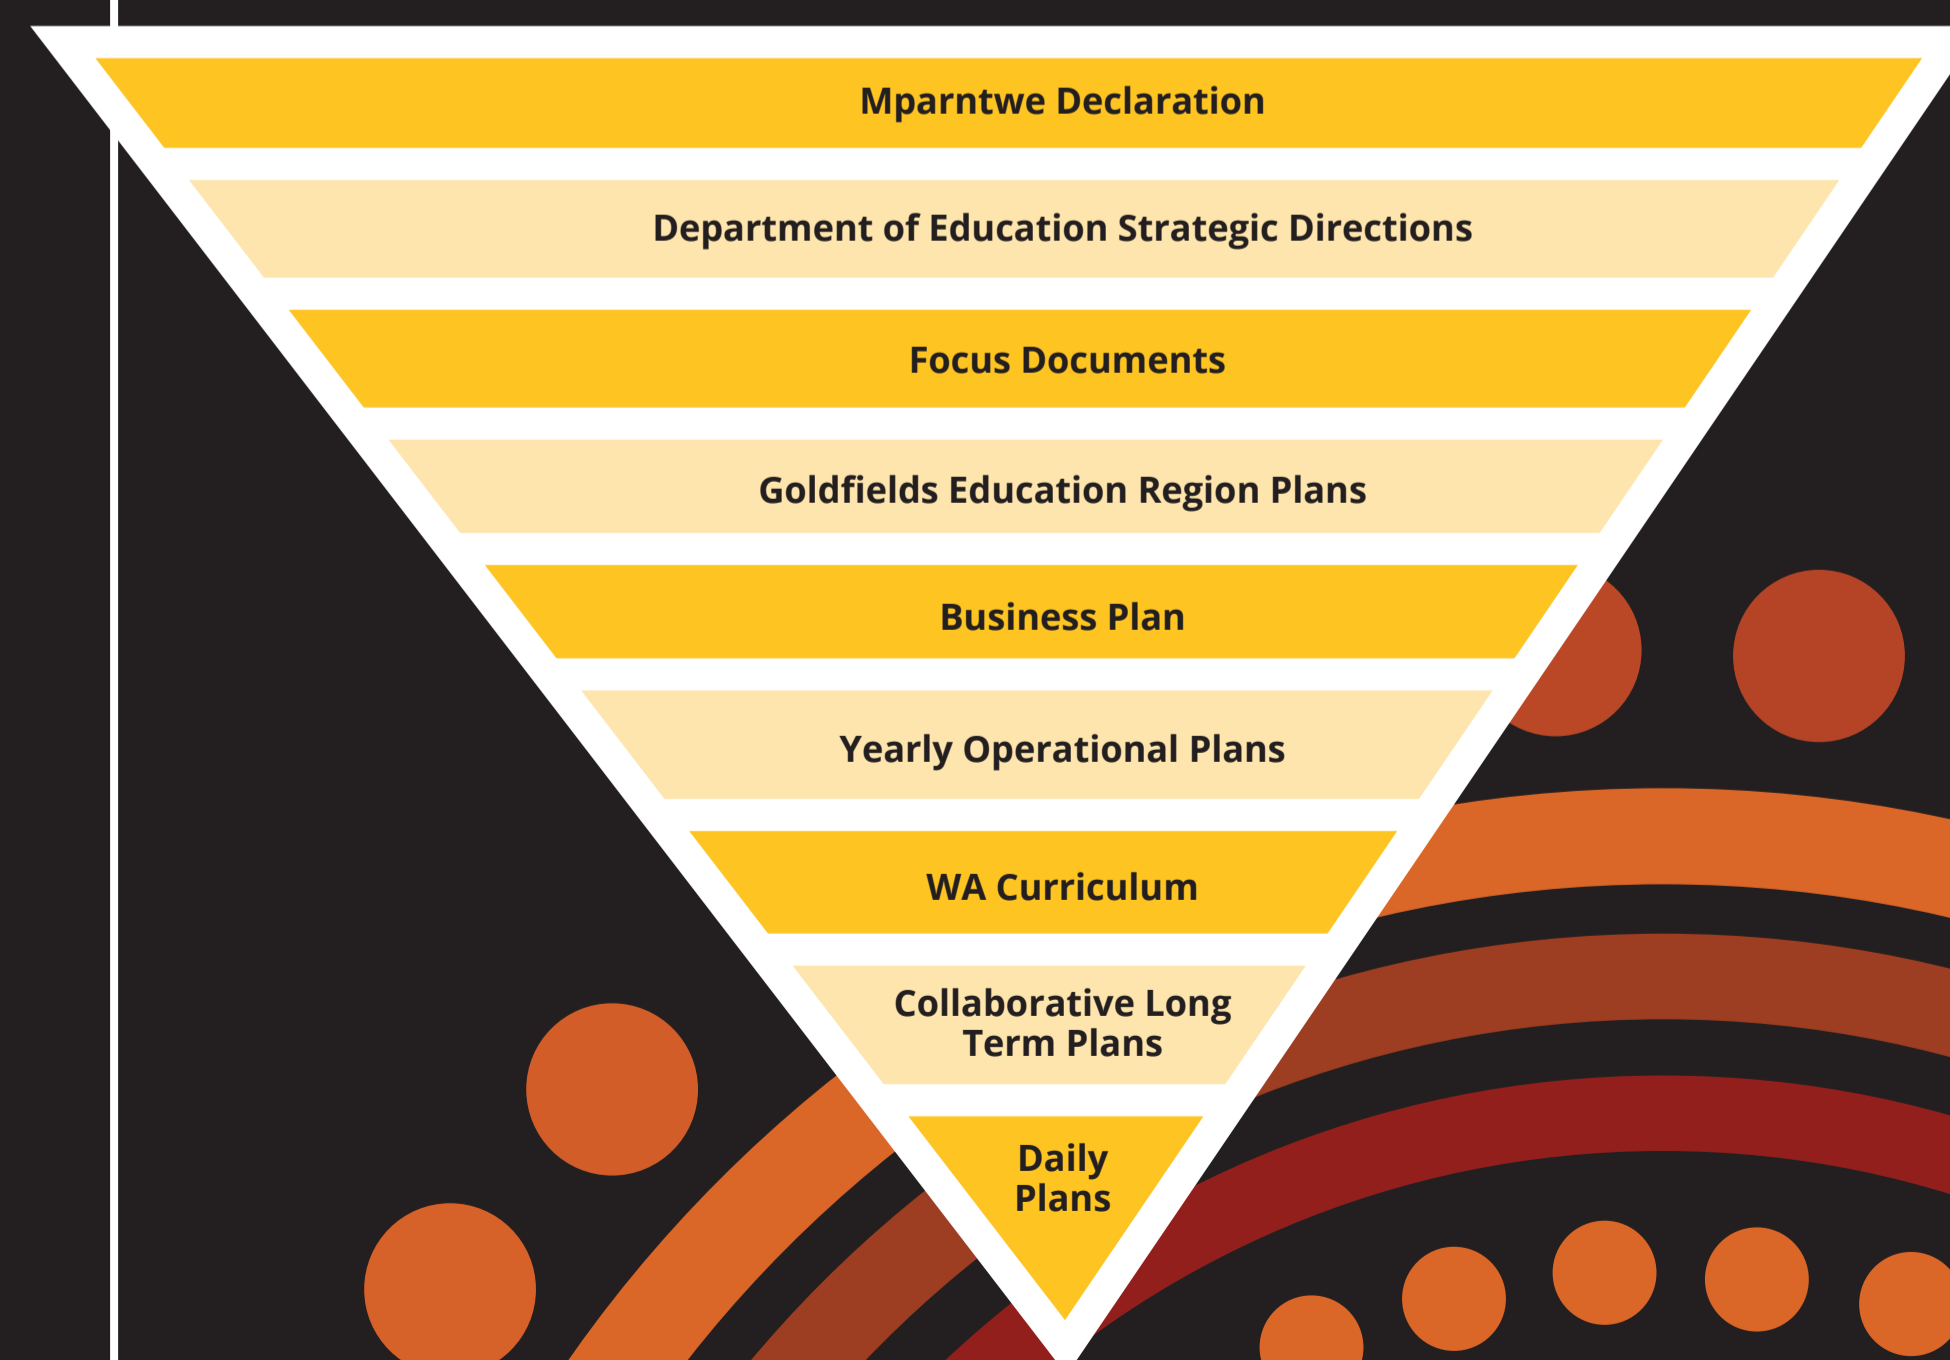 Mparntwe Declaration
Department of Education Strategic Directions
Focus Documents
Goldfields Education Region Plans
Business Plan
Yearly Operational Plans
WA Curriculum
Collaborative Long
Term Plans
Daily
Plans